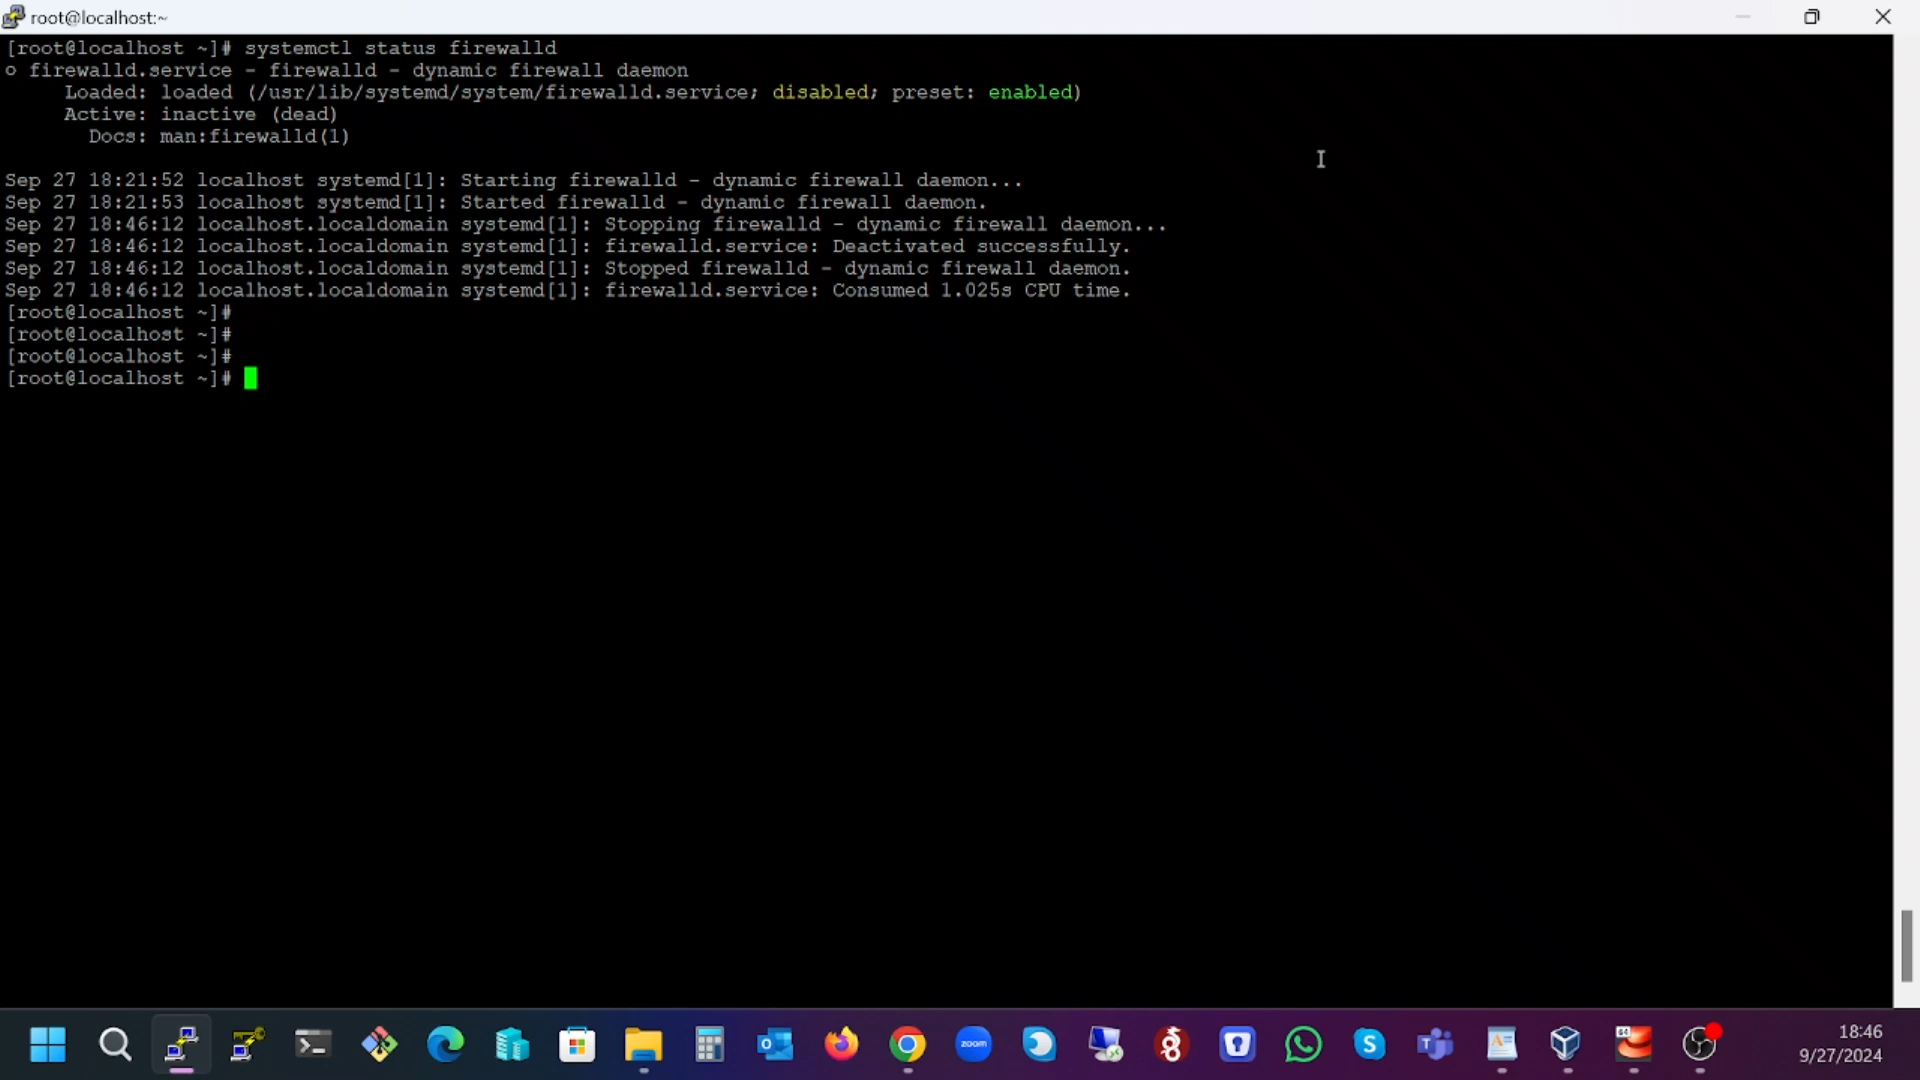 root@localhost:~
[root@localhost ~]# systemctl status firewalld
○ firewalld.service - firewalld - dynamic firewall daemon
Loaded: loaded (/usr/lib/systemd/system/firewalld.service; disabled; preset: enabled)
Active: inactive (dead)
Docs: man:firewalld(1)
Sep 27 18:21:52 localhost systemd[1]: Starting firewalld - dynamic firewall daemon...
Sep 27 18:21:53 localhost systemd[1]: Started firewalld - dynamic firewall daemon.
Sep 27 18:46:12 localhost.localdomain systemd[1]: Stopping firewalld - dynamic firewall daemon...
Sep 27 18:46:12 localhost.localdomain systemd[1]: firewalld.service: Deactivated successfully.
Sep 27 18:46:12 localhost.localdomain systemd[1]: Stopped firewalld - dynamic firewall daemon.
Sep 27 18:46:12 localhost.localdomain systemd[1]: firewalld.service: Consumed 1.025s CPU time.
[root@localhost ~]#
[root@localhost ~]#
[root@localhost ~]#
[root@localhost ~]#
zoom
64
18:46
9/27/2024